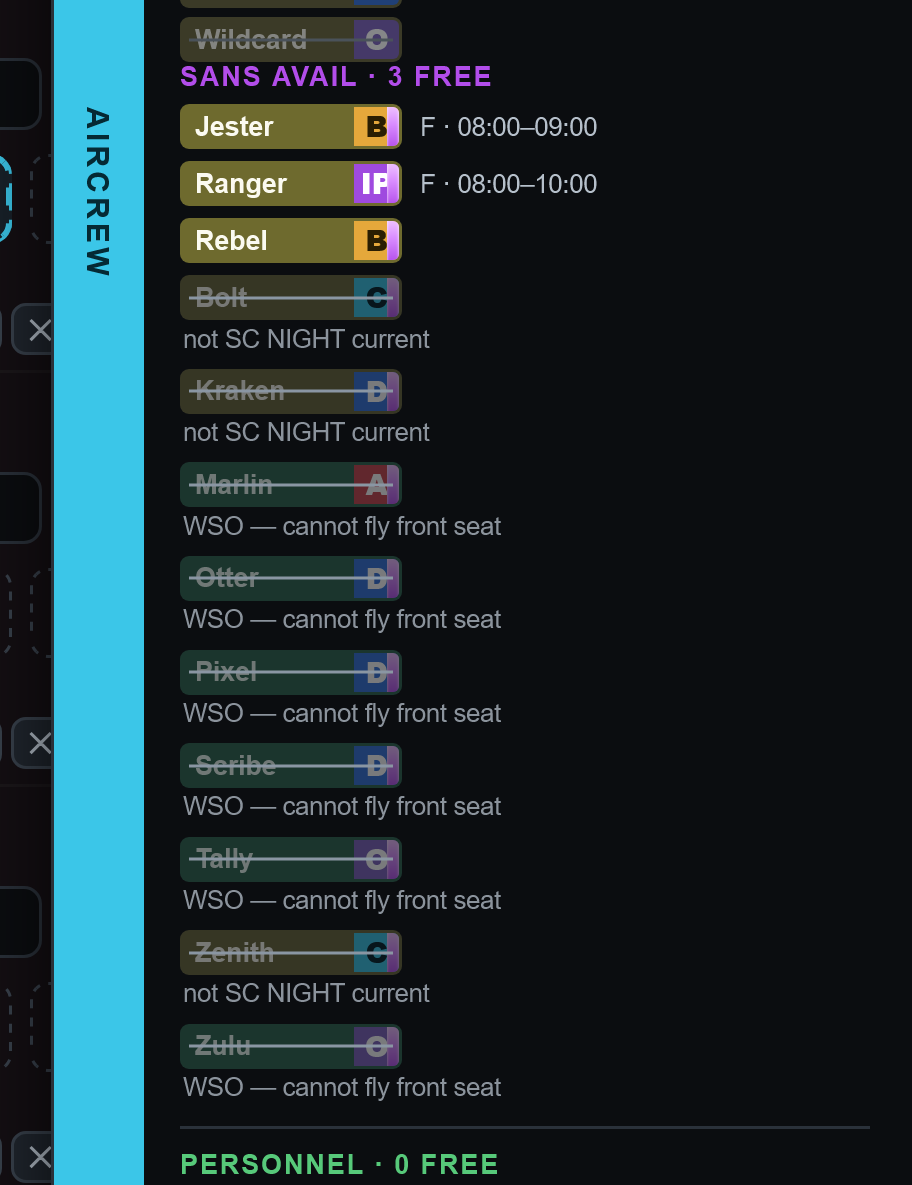 AIRCREW
Wildcard O
SANS AVAIL · 3 FREE
Jester B F · 08:00–09:00
Ranger IP F · 08:00–10:00
Rebel B
Bolt C
not SC NIGHT current
Kraken D
not SC NIGHT current
Marlin A
WSO — cannot fly front seat
Otter D
WSO — cannot fly front seat
Pixel D
WSO — cannot fly front seat
Scribe D
WSO — cannot fly front seat
Tally O
WSO — cannot fly front seat
Zenith C
not SC NIGHT current
Zulu O
WSO — cannot fly front seat
PERSONNEL · 0 FREE